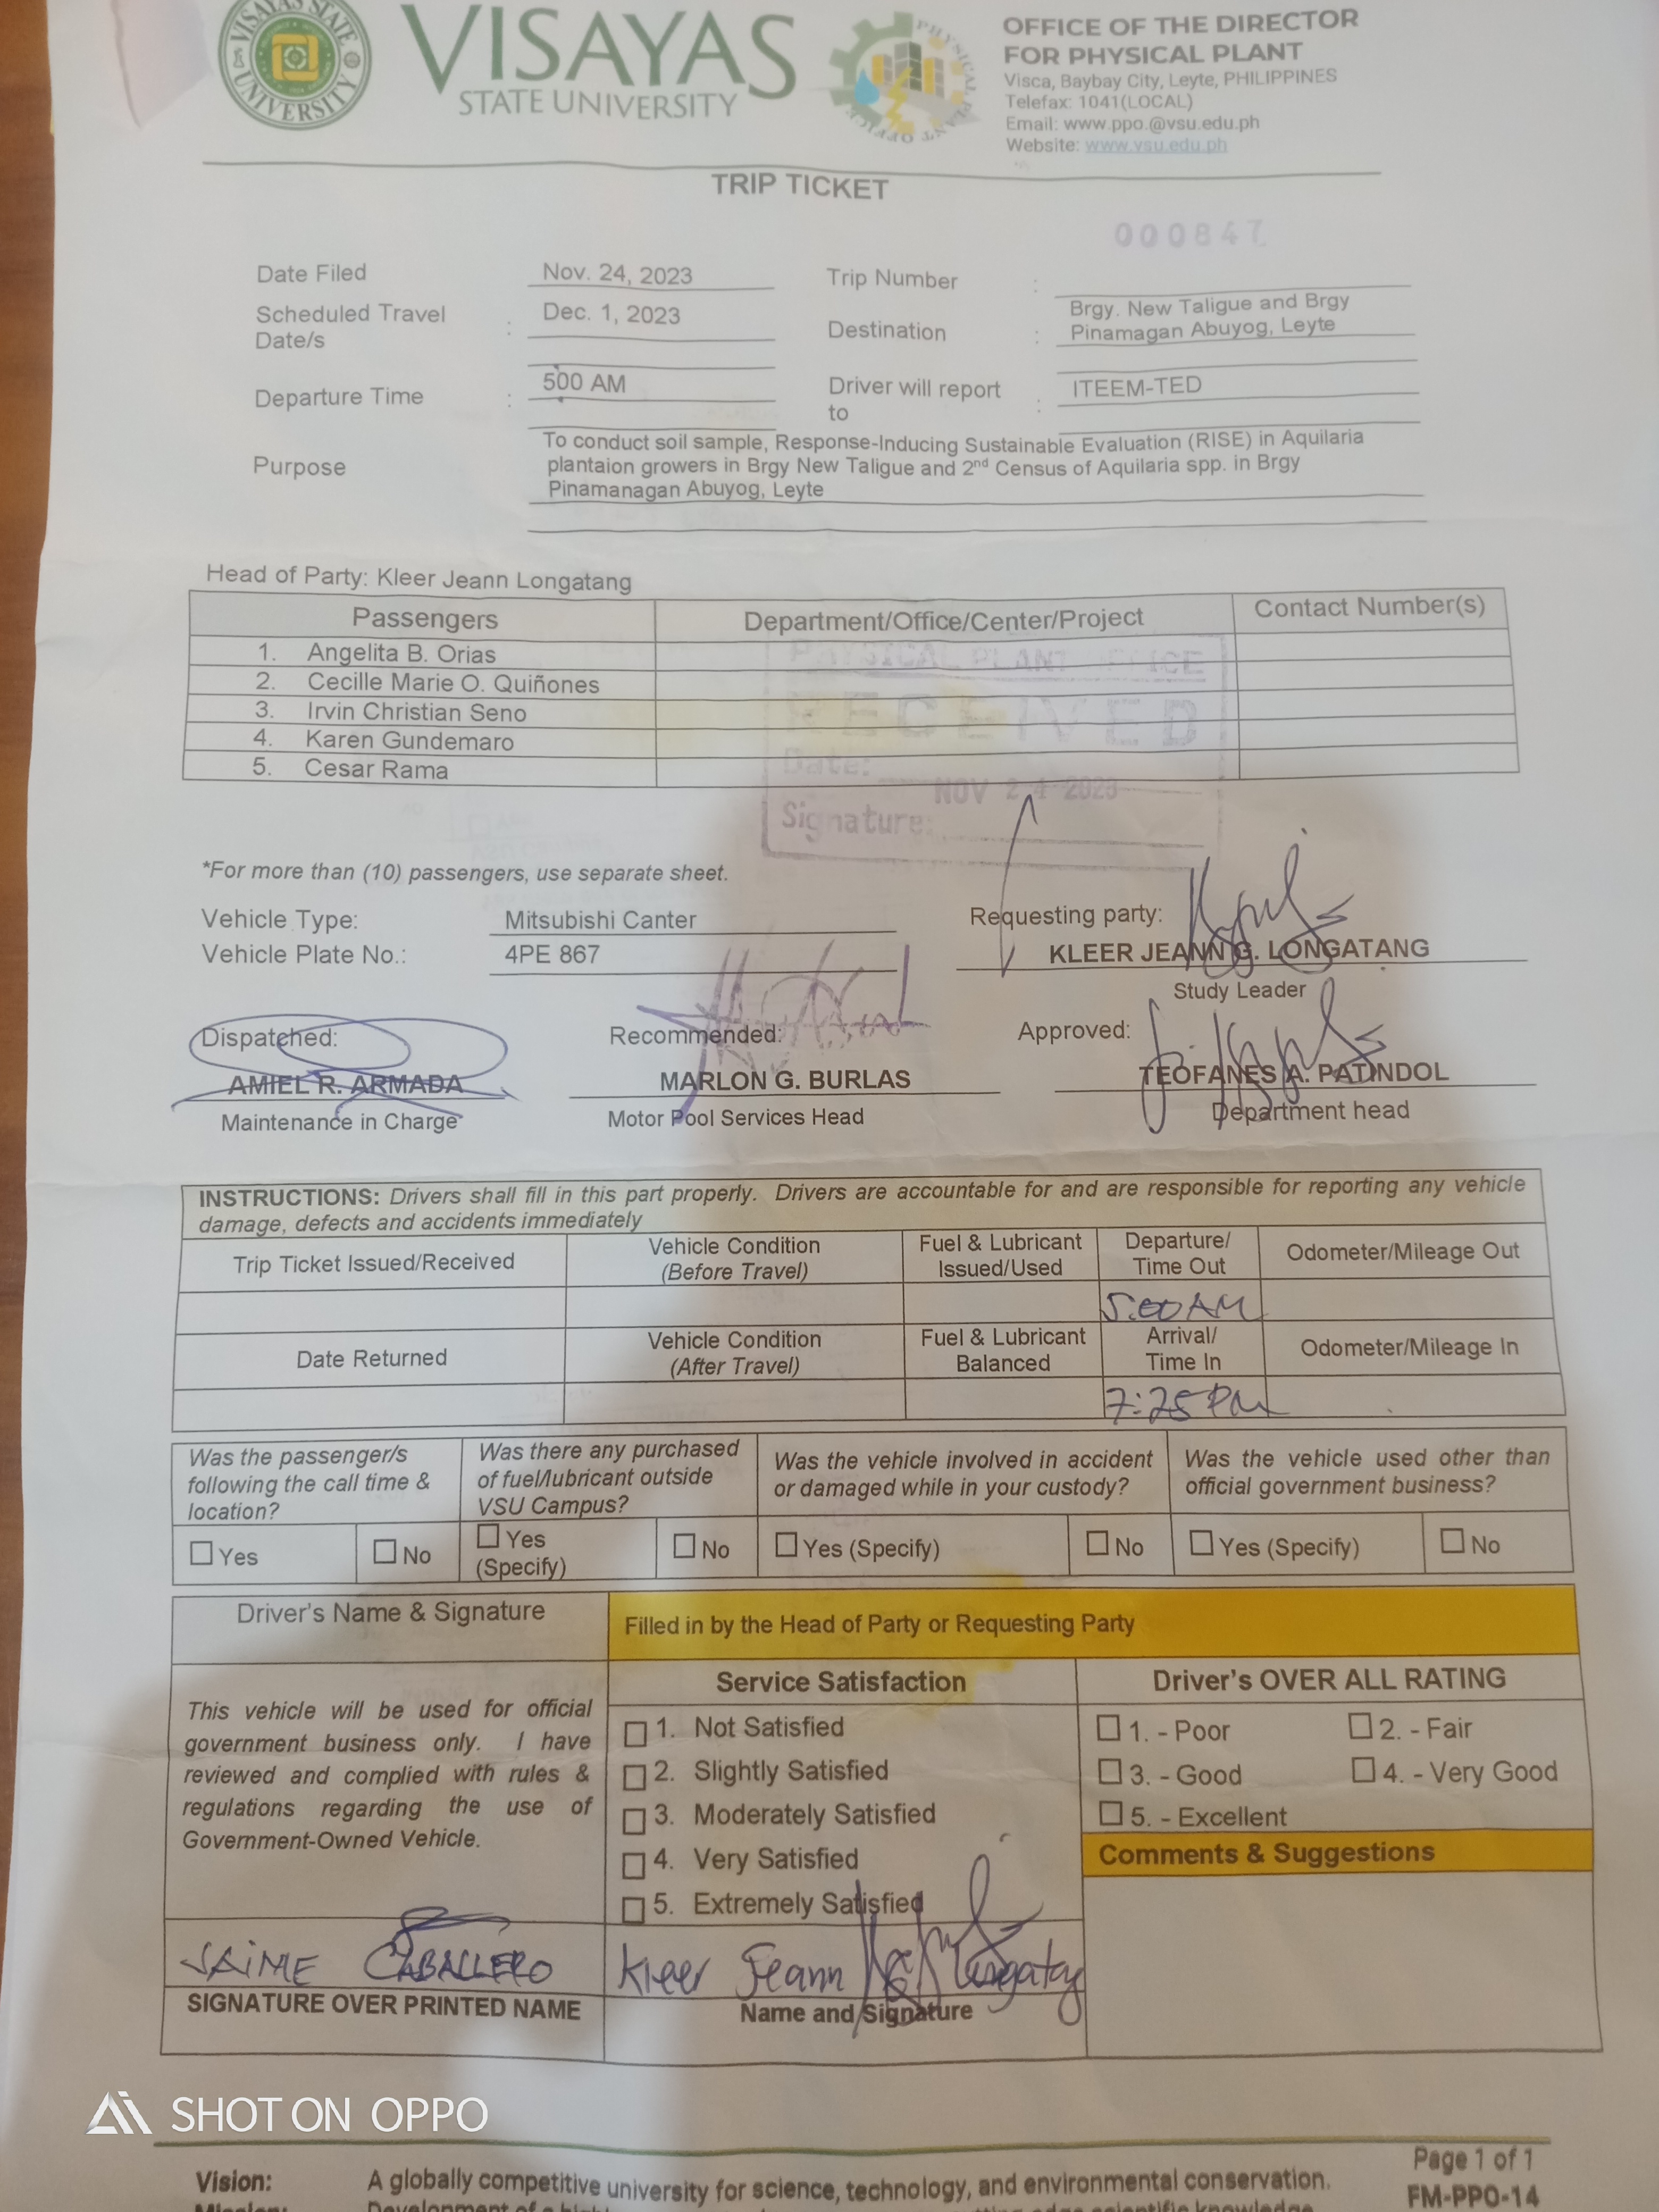 VISAYAS STATE UNIVERSITY
VISAYAS
STATE UNIVERSITY
PHYSICAL PLANT OFFICE
OFFICE OF THE DIRECTOR
FOR PHYSICAL PLANT
Visca, Baybay City, Leyte, PHILIPPINES
Telefax: 1041(LOCAL)
Email: www.ppo.@vsu.edu.ph
Website: www.vsu.edu.ph
TRIP TICKET
000847
Date Filed Nov. 24, 2023 Trip Number :
Scheduled Travel Date/s : Dec. 1, 2023 Destination : Brgy. New Taligue and Brgy
Pinamagan Abuyog, Leyte
Departure Time : 500 AM Driver will report to : ITEEM-TED
Purpose To conduct soil sample, Response-Inducing Sustainable Evaluation (RISE) in Aquilaria
plantaion growers in Brgy New Taligue and 2nd Census of Aquilaria spp. in Brgy
Pinamanagan Abuyog, Leyte
Head of Party: Kleer Jeann Longatang
Passengers Department/Office/Center/Project Contact Number(s)
1. Angelita B. Orias
2. Cecille Marie O. Quiñones
3. Irvin Christian Seno
4. Karen Gundemaro
5. Cesar Rama
PHYSICAL PLANT OFFICE
RECEIVED
Date: NOV 24 2023
Signature:
*For more than (10) passengers, use separate sheet.
Vehicle Type: Mitsubishi Canter
Vehicle Plate No.: 4PE 867
Requesting party:
KLEER JEANN G. LONGATANG
Study Leader
Dispatched: Recommended: Approved:
AMIEL R. ARMADA MARLON G. BURLAS TEOFANES A. PATINDOL
Maintenance in Charge Motor Pool Services Head Department head
INSTRUCTIONS: Drivers shall fill in this part properly. Drivers are accountable for and are responsible for reporting any vehicle
damage, defects and accidents immediately
Trip Ticket Issued/Received Vehicle Condition (Before Travel) Fuel & Lubricant Issued/Used Departure/ Time Out Odometer/Mileage Out
5:00 AM
Date Returned Vehicle Condition (After Travel) Fuel & Lubricant Balanced Arrival/ Time In Odometer/Mileage In
7:25 PM
Was the passenger/s following the call time & location?
Was there any purchased of fuel/lubricant outside VSU Campus?
Was the vehicle involved in accident or damaged while in your custody?
Was the vehicle used other than official government business?
Yes No Yes (Specify) No Yes (Specify) No Yes (Specify) No
Driver's Name & Signature
Filled in by the Head of Party or Requesting Party
This vehicle will be used for official
government business only. I have
reviewed and complied with rules &
regulations regarding the use of
Government-Owned Vehicle.
Service Satisfaction
1. Not Satisfied
2. Slightly Satisfied
3. Moderately Satisfied
4. Very Satisfied
5. Extremely Satisfied
Driver's OVER ALL RATING
1. - Poor 2. - Fair
3. - Good 4. - Very Good
5. - Excellent
Comments & Suggestions
JAIME CABALLERO
SIGNATURE OVER PRINTED NAME
Kleer Jeann Longatang
Name and Signature
SHOT ON OPPO
Vision: A globally competitive university for science, technology, and environmental conservation.
Page 1 of 1
FM-PPO-14